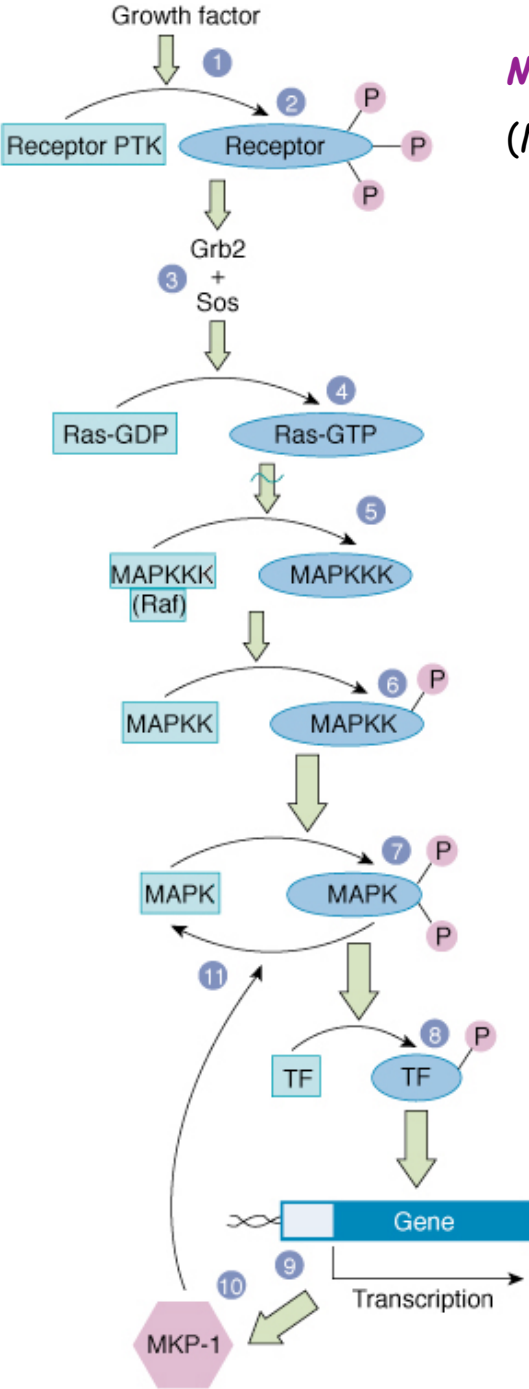 Growth factor
1
M
(M
2
P
Receptor PTK
Receptor
P
P
Grb2
3
+
Sos
4
Ras-GDP
Ras-GTP
5
MAPKKK
(Raf)
MAPKKK
6
P
MAPKK
MAPKK
7
P
MAPK
MAPK
P
11
8
P
TF
TF
Gene
9
Transcription
10
MKP-1